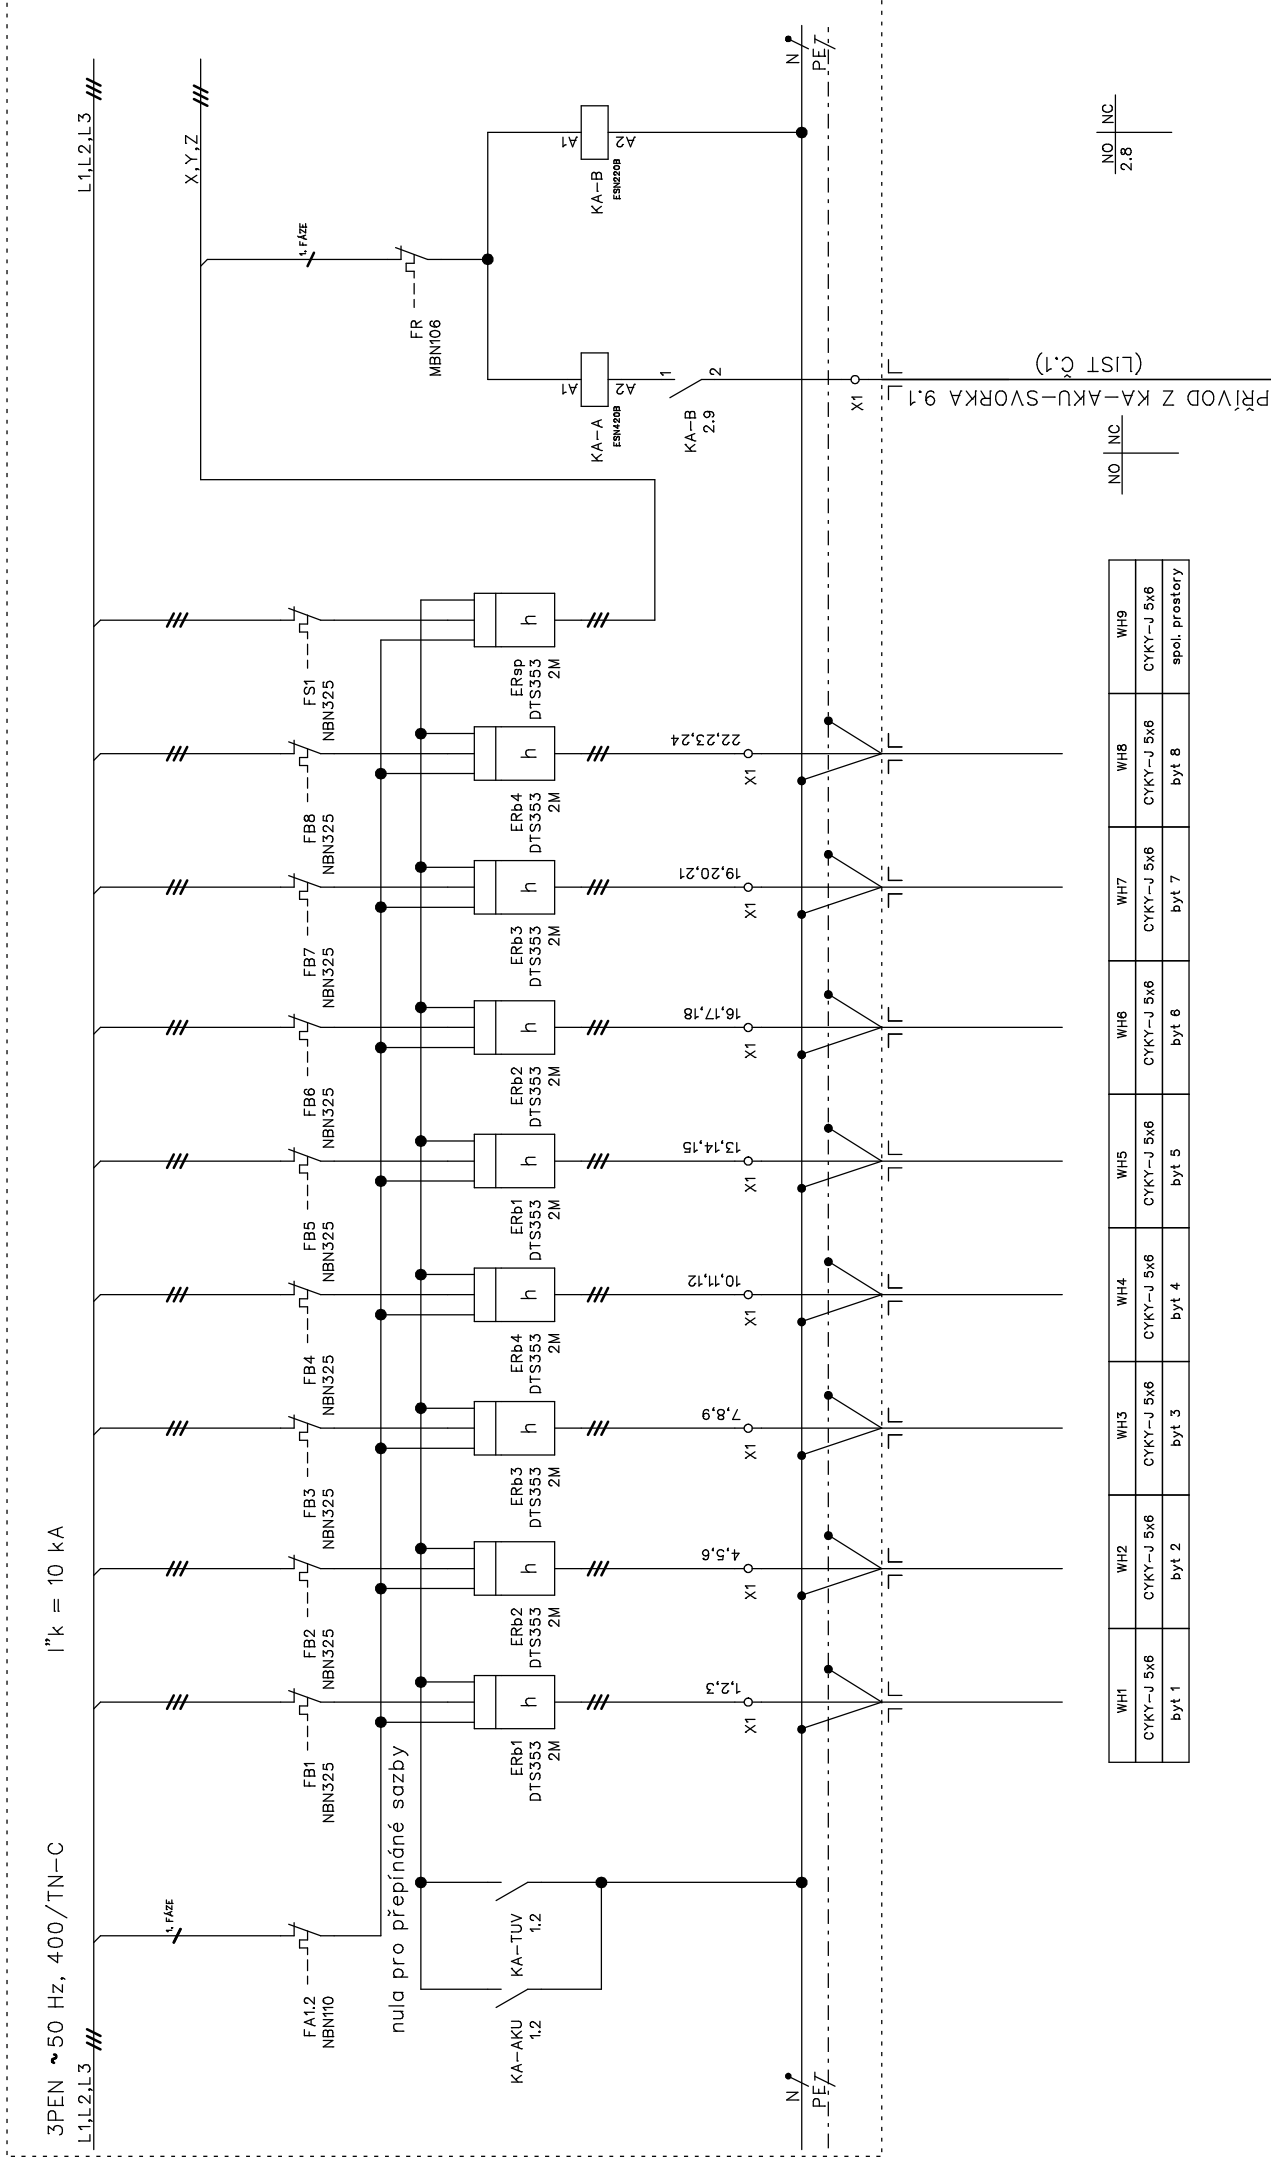 3PEN ~50 Hz, 400/TN-C
I"k = 10 kA
L1,L2,L3
L1,L2,L3
X,Y,Z
1. FÁZE
FA1.2
NBN110
FB1
NBN325
FB2
NBN325
FB3
NBN325
FB4
NBN325
FB5
NBN325
FB6
NBN325
FB7
NBN325
FB8
NBN325
FS1
NBN325
1. FÁZE
FR
MBN106
nula pro přepínáné sazby
KA-AKU
1.2
KA-TUV
1.2
h
ERb1
DTS353
2M
h
ERb2
DTS353
2M
h
ERb3
DTS353
2M
h
ERb4
DTS353
2M
h
ERb1
DTS353
2M
h
ERb2
DTS353
2M
h
ERb3
DTS353
2M
h
ERb4
DTS353
2M
h
ERsp
DTS353
2M
A1
A2
KA-A
ESN420B
A1
A2
KA-B
ESN220B
KA-B
2.9
1
2
1,2,3
X1
4,5,6
X1
7,8,9
X1
10,11,12
X1
13,14,15
X1
16,17,18
X1
19,20,21
X1
22,23,24
X1
X1
N
PE
N
PE
PŘÍVOD Z KA-AKU-SVORKA 9.1
(LIST Č.1)
NO NC
NO NC
2.8
WH1 WH2 WH3 WH4 WH5 WH6 WH7 WH8 WH9
CYKY-J 5x6 CYKY-J 5x6 CYKY-J 5x6 CYKY-J 5x6 CYKY-J 5x6 CYKY-J 5x6 CYKY-J 5x6 CYKY-J 5x6 CYKY-J 5x6
byt 1 byt 2 byt 3 byt 4 byt 5 byt 6 byt 7 byt 8 spol. prostory